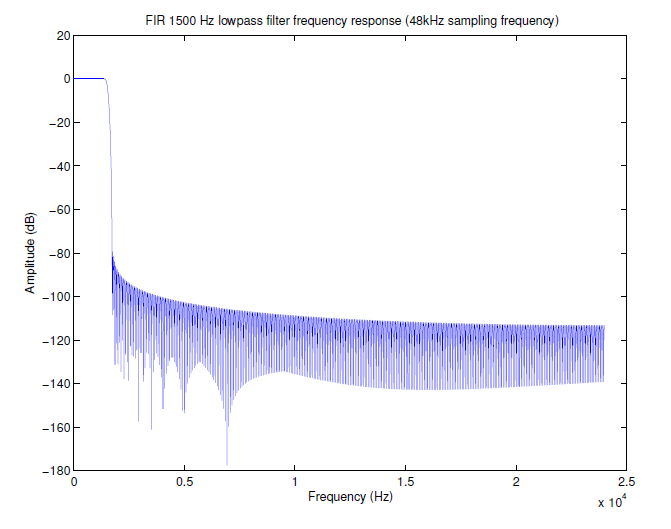 FIR 1500 Hz lowpass filter frequency response (48kHz sampling frequency)
20
0
−20
−40
−60
−80
−100
−120
−140
−160
−180
Amplitude (dB)
0 0.5 1 1.5 2 2.5
Frequency (Hz)
x 10^4